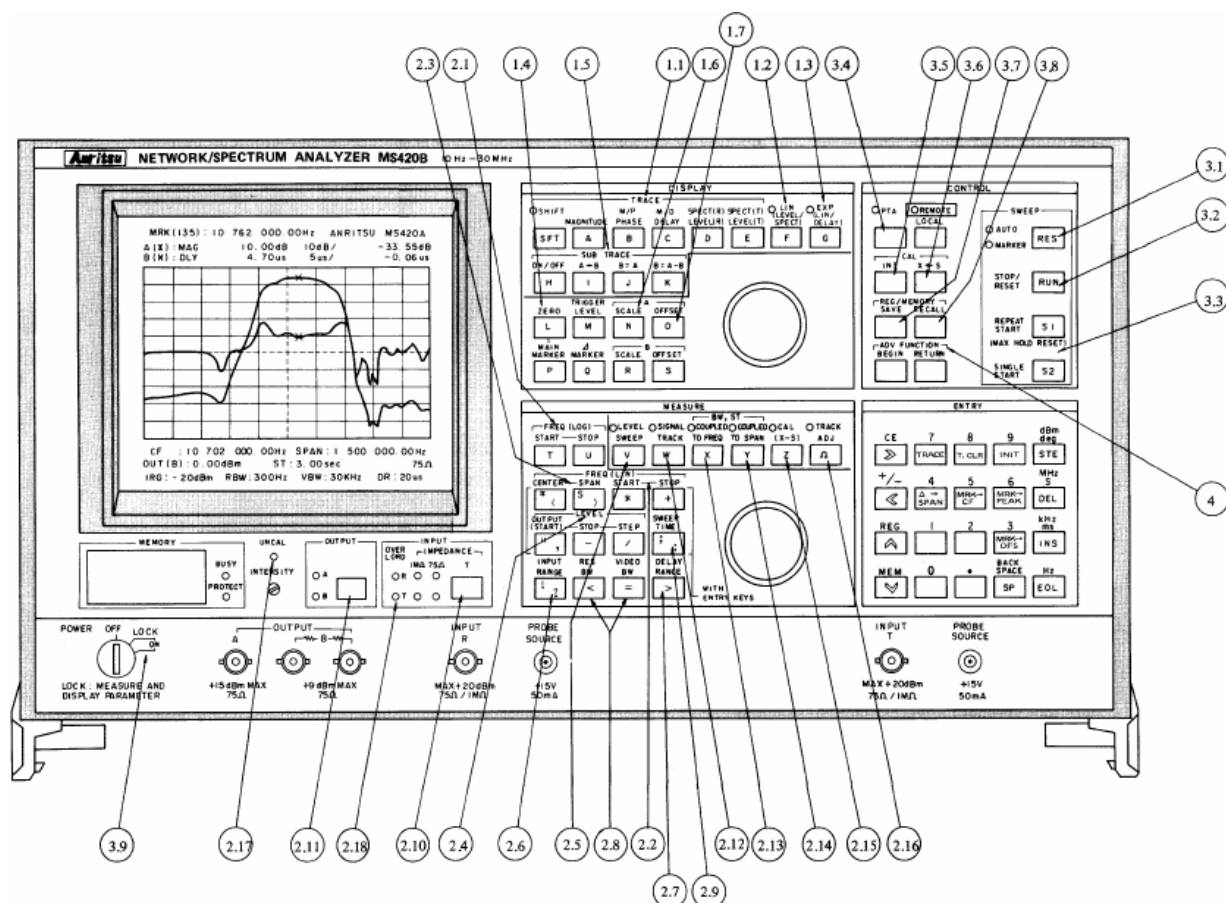 2.3 2.1 1.4 1.5 1.1 1.6 1.7 1.2 1.3 3.4 3.5 3.6 3.7 3.8
3.1
3.2
3.3
4
Anritsu NETWORK/SPECTRUM ANALYZER MS420B 10Hz-30MHz
MRK(135): 10 762 000.00Hz ANRITSU MS420A
A(X): MAG 10.00dB 10dB/ -33.55dB
B(M): DLY 4.70us 5us/ -0.06us
CF :10 702 000.00Hz SPAN: 1 500 000.00Hz
OUT(B):0.00dBm ST: 3.00sec 75Ω
IRG: -20dBm RBW: 300Hz VBW: 30KHz DR: 20us
DISPLAY
TRACE
SHIFT MAGNITUDE M/P PHASE M/D DELAY SPECT(R) LEVEL(R) SPECT(T) LEVEL(T) LIN (LEVEL/SPECT) EXP (LIN/DELAY)
SFT A B C D E F G
SUB TRACE
ON/OFF A→B B=A B=A-B
H I J K
A
ZERO TRIGGER LEVEL SCALE OFFSET
L M N O
B
MAIN MARKER Δ MARKER SCALE OFFSET
P Q R S
CONTROL
PTA REMOTE LOCAL
CAL
INT X→S
REG/MEMORY
SAVE RECALL
ADV FUNCTION
BEGIN RETURN
SWEEP
AUTO
MARKER RES
STOP/RESET RUN
REPEAT START S1
(MAX HOLD RESET)
SINGLE START S2
MEASURE
FREQ(LOG)
START STOP
T U
LEVEL SWEEP SIGNAL TRACK
BW, ST
COUPLED TO FREQ COUPLED TO SPAN CAL (X-S) TRACK ADJ
V W X Y Z Ω
FREQ(LIN)
CENTER SPAN START STOP
LEVEL
OUTPUT (START) STOP STEP SWEEP TIME
INPUT RANGE RES BW VIDEO BW DELAY RANGE
< = >
WITH ENTRY KEYS
ENTRY
CE 7 8 9 dBm deg
TRACE T.CLR INIT STE
+/- 4 5 6 MHz S
Δ→SPAN MRK→CF MRK→PEAK DEL
REG 1 2 3 kHz ms
MRK→OFS INS
MEM 0 • BACK SPACE Hz
SP EOL
MEMORY
BUSY
PROTECT
UNCAL
INTENSITY
OUTPUT
A
B
INPUT
OVER LORD IMPEDANCE
1MΩ 75Ω T
R
T
POWER OFF LOCK ON
LOCK: MEASURE AND DISPLAY PARAMETER
OUTPUT
A B
+15dBm MAX 75Ω
+9dBm MAX 75Ω
INPUT R
MAX+20dBm 75Ω/1MΩ
PROBE SOURCE
+15V 50mA
INPUT T
MAX+20dBm 75Ω/1MΩ
PROBE SOURCE
+15V 50mA
3.9 2.17 2.11 2.18 2.10 2.4 2.6 2.5 2.8 2.2 2.12 2.13 2.14 2.15 2.16
2.7 2.9